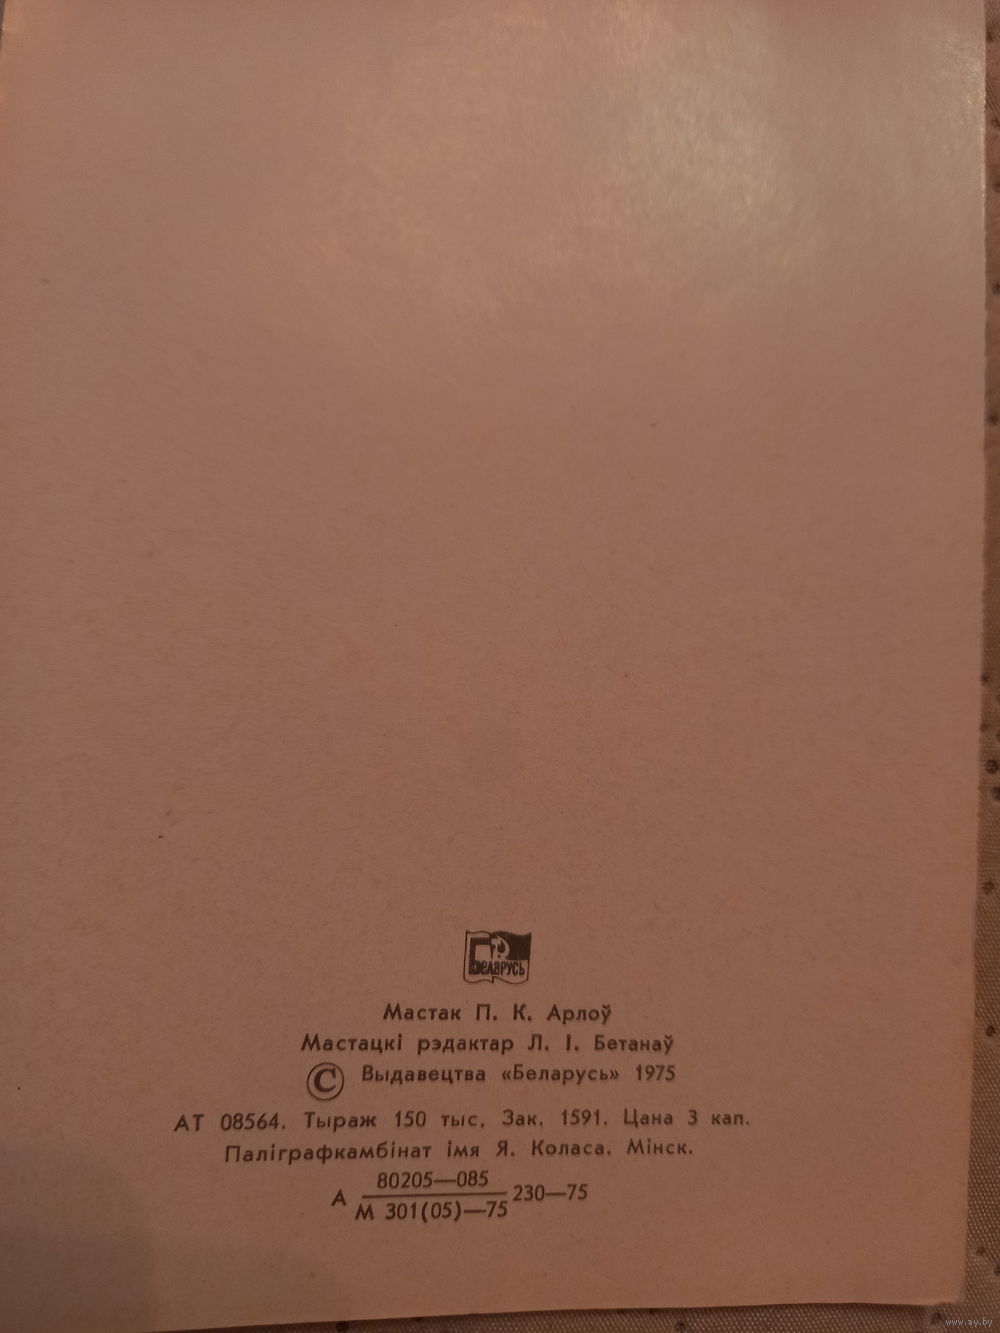 Беларусь
Мастак П. К. Арлоў
Мастацкі рэдактар Л. І. Бетанаў
© Выдавецтва «Беларусь» 1975
АТ 08564. Тыраж 150 тыс. Зак. 1591. Цана 3 кап.
Паліграфкамбінат імя Я. Коласа. Мінск.
80205—085
А 230—75
М 301(05)—75
www.ay.by